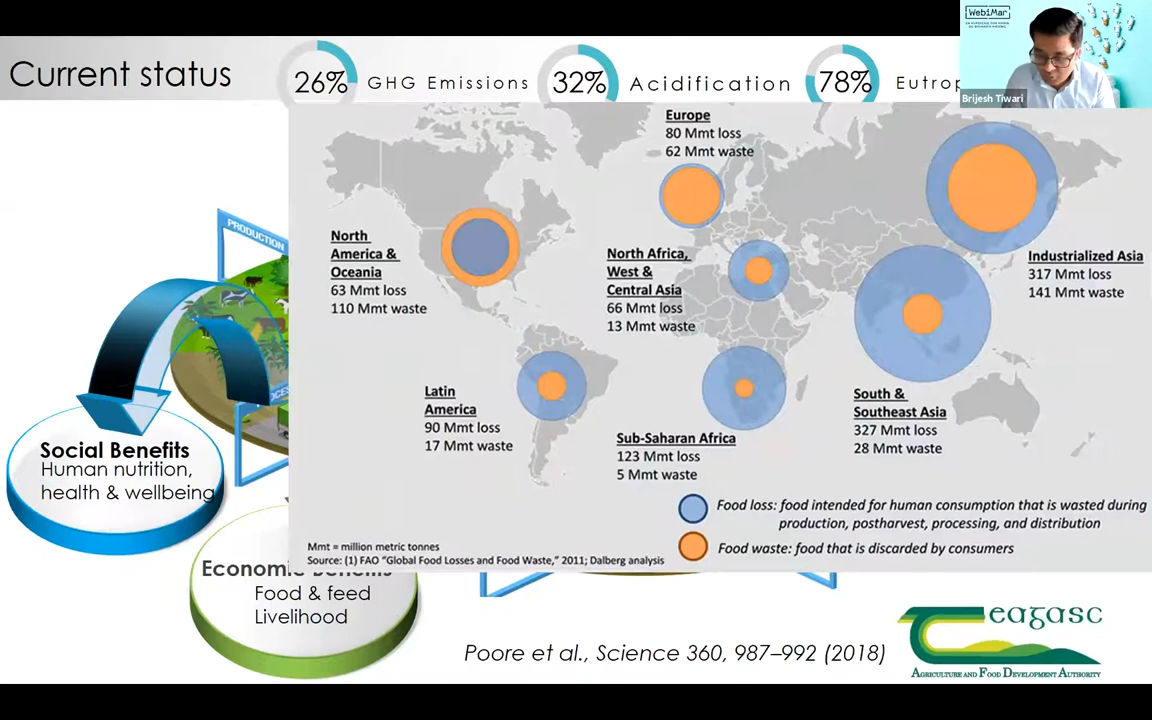 WebiMar
Brijesh Tiwari
Current status
26% GHG Emissions
32% Acidification
78% Eutrop
Europe
80 Mmt loss
62 Mmt waste
PRODUCTION
North
America &
Oceania
63 Mmt loss
110 Mmt waste
North Africa,
West &
Central Asia
66 Mmt loss
13 Mmt waste
Industrialized Asia
317 Mmt loss
141 Mmt waste
Latin
America
90 Mmt loss
17 Mmt waste
Sub-Saharan Africa
123 Mmt loss
5 Mmt waste
South &
Southeast Asia
327 Mmt loss
28 Mmt waste
Social Benefits
Human nutrition,
health & wellbeing
Food loss: food intended for human consumption that is wasted during
production, postharvest, processing, and distribution
Food waste: food that is discarded by consumers
Mmt = million metric tonnes
Source: (1) FAO "Global Food Losses and Food Waste," 2011; Dalberg analysis
Economic Benefits
Food & feed
Livelihood
Poore et al., Science 360, 987–992 (2018)
Teagasc
AGRICULTURE AND FOOD DEVELOPMENT AUTHORITY